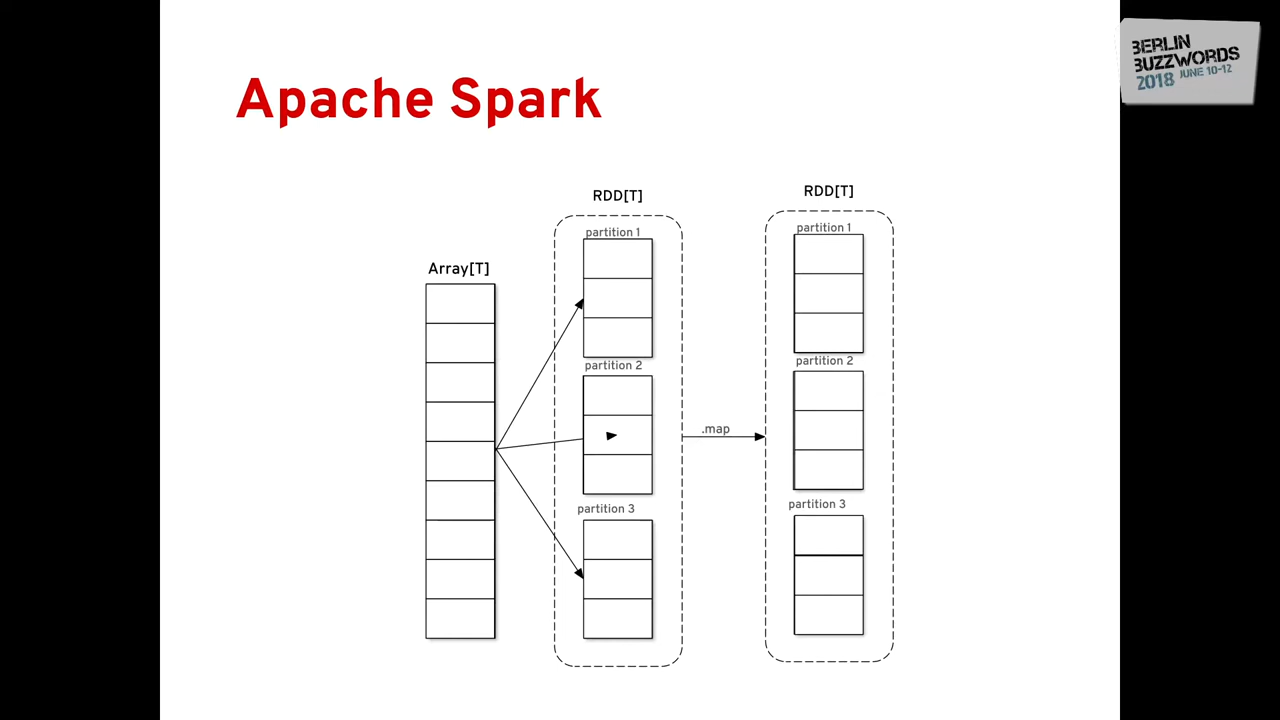 Apache Spark
BERLIN
BUZZWORDS
2018 JUNE 10-12
Array[T]
RDD[T]
partition 1
partition 2
partition 3
.map
RDD[T]
partition 1
partition 2
partition 3